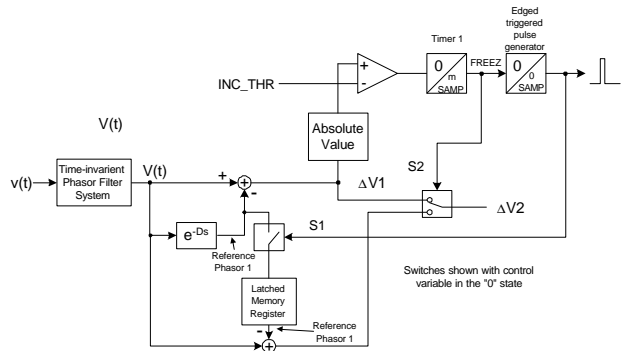 Edged
triggered
pulse
generator
Timer 1
+
-
0
m
SAMP
FREEZ
0
0
SAMP
INC_THR
V(t)
Absolute
Value
S2
v(t)
Time-invarient
Phasor Filter
System
V(t)
+
+
-
ΔV1
ΔV2
e-Ds
Reference
Phasor 1
S1
Switches shown with control
variable in the "0" state
Latched
Memory
Register
-
Reference
Phasor 1
+